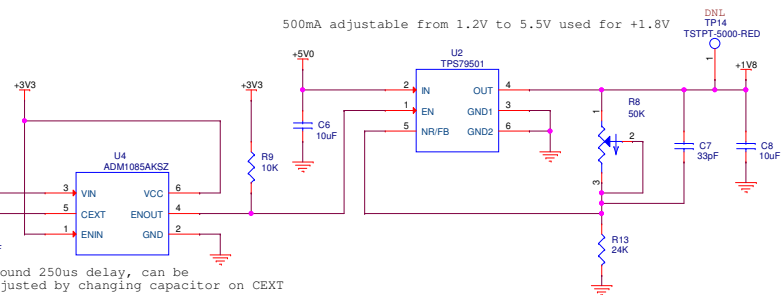 DNL
TP14
500mA adjustable from 1.2V to 5.5V used for +1.8V
TSTPT-5000-RED
1
+5V0
U2
TPS79501
+1V8
+3V3
+3V3
2 IN
OUT 4
1 EN
GND1 3
5 NR/FB
GND2 6
C6
10uF
R8
50K
1
2
3
C7
33pF
C8
10uF
U4
ADM1085AKSZ
R9
10K
3 VIN
VCC 6
5 CEXT
ENOUT 4
1 ENIN
GND 2
R13
24K
ound 250us delay, can be
justed by changing capacitor on CEXT